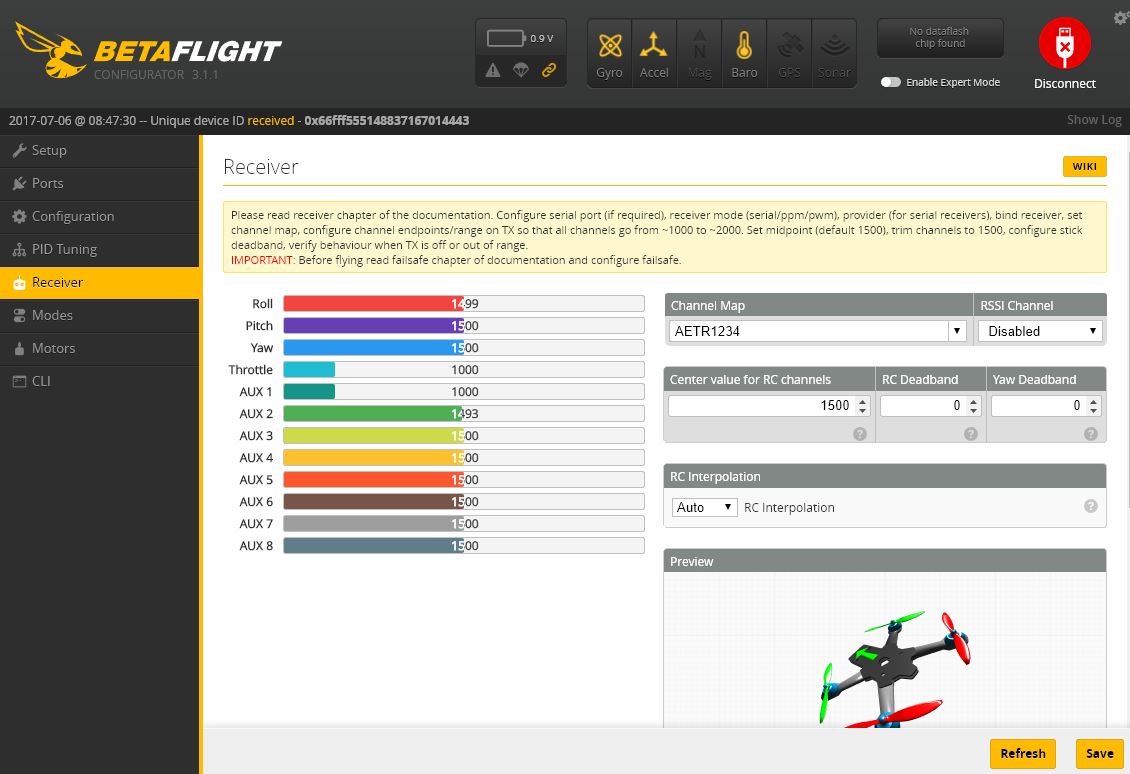 BETAFLIGHT
CONFIGURATOR 3.1.1
0.9 V
Gyro
Accel
Mag
Baro
GPS
Sonar
No dataflash
chip found
Enable Expert Mode
Disconnect
2017-07-06 @ 08:47:30 -- Unique device ID received - 0x66fff555148837167014443
Show Log
Setup
Ports
Configuration
PID Tuning
Receiver
Modes
Motors
CLI
Receiver
WIKI
Please read receiver chapter of the documentation. Configure serial port (if required), receiver mode (serial/ppm/pwm), provider (for serial receivers), bind receiver, set
channel map, configure channel endpoints/range on TX so that all channels go from ~1000 to ~2000. Set midpoint (default 1500), trim channels to 1500, configure stick
deadband, verify behaviour when TX is off or out of range.
IMPORTANT: Before flying read failsafe chapter of documentation and configure failsafe.
Roll 1499
Pitch 1500
Yaw 1500
Throttle 1000
AUX 1 1000
AUX 2 1493
AUX 3 1500
AUX 4 1500
AUX 5 1500
AUX 6 1500
AUX 7 1500
AUX 8 1500
Channel Map
RSSI Channel
AETR1234
Disabled
Center value for RC channels
RC Deadband
Yaw Deadband
1500
0
0
RC Interpolation
Auto
RC Interpolation
Preview
Refresh
Save